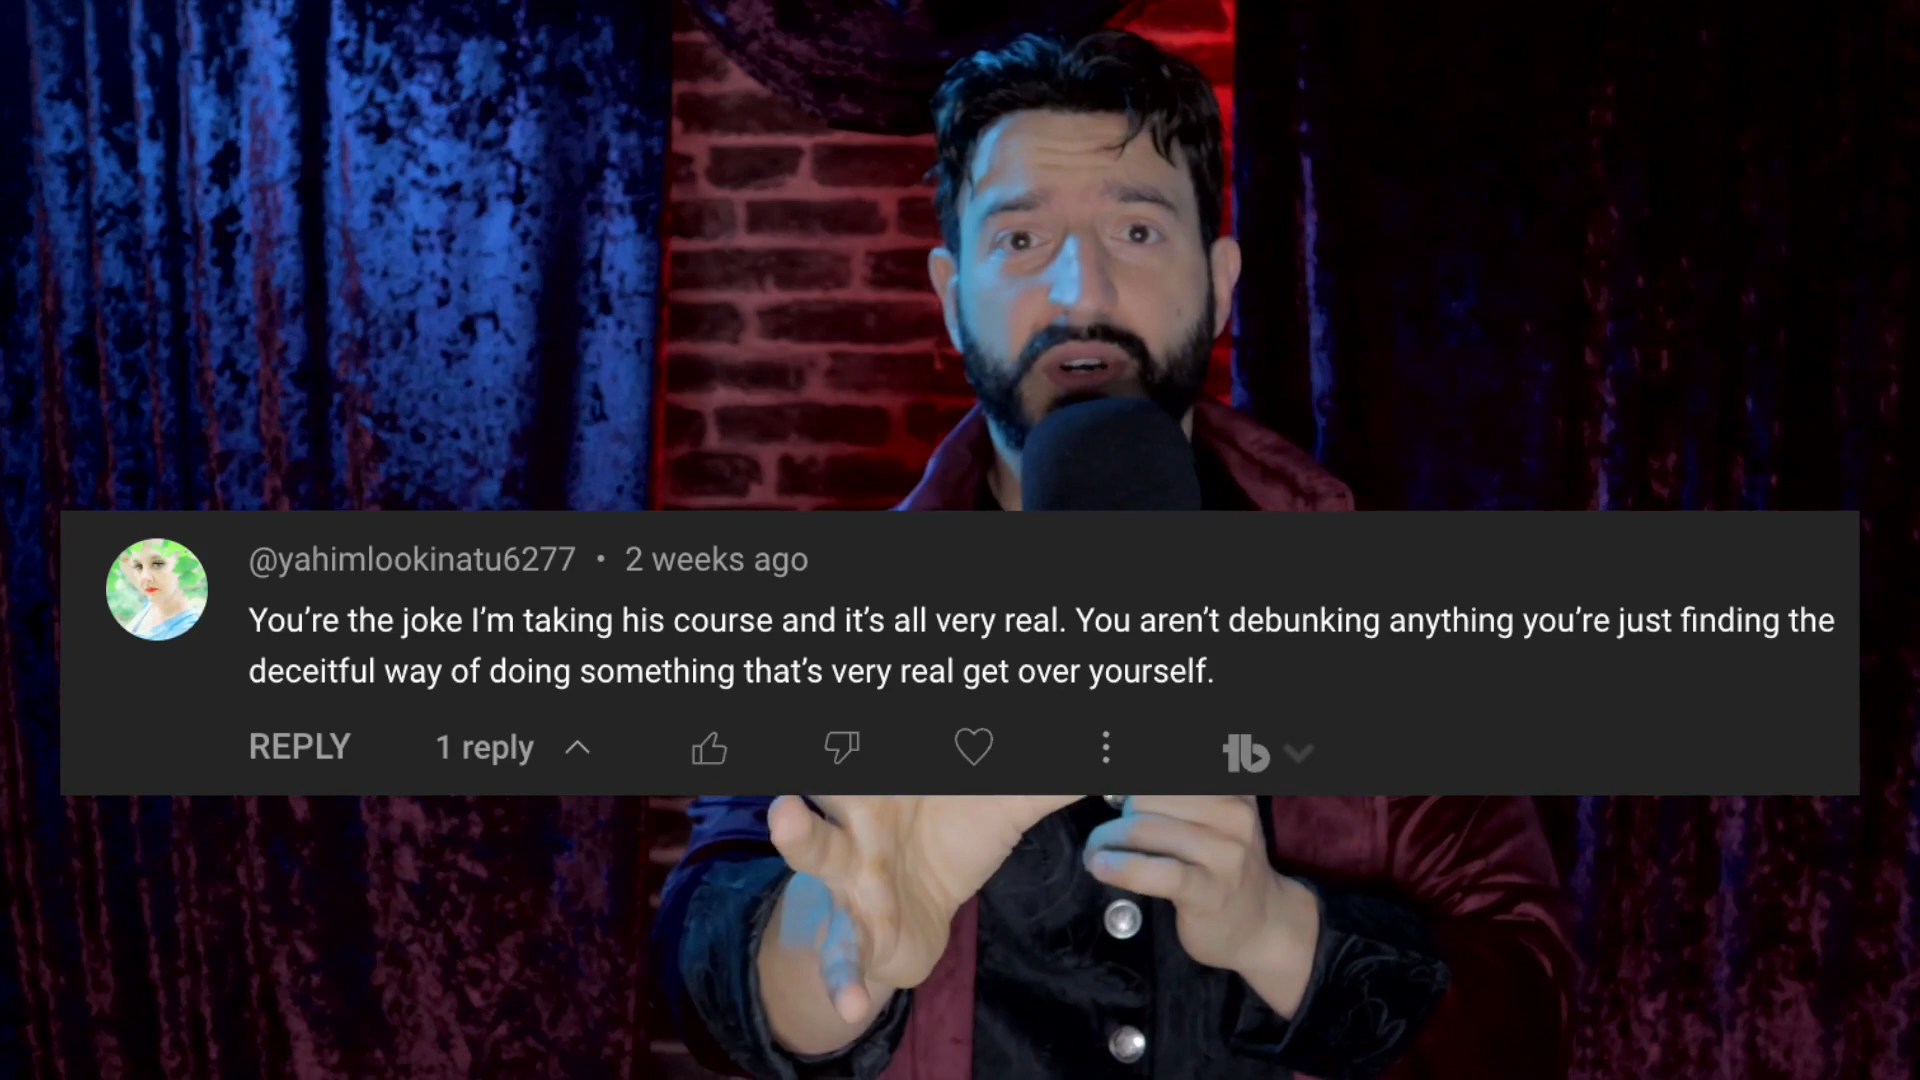 @yahimlookinatu6277 • 2 weeks ago
You’re the joke I’m taking his course and it’s all very real. You aren’t debunking anything you’re just finding the
deceitful way of doing something that’s very real get over yourself.
REPLY 1 reply